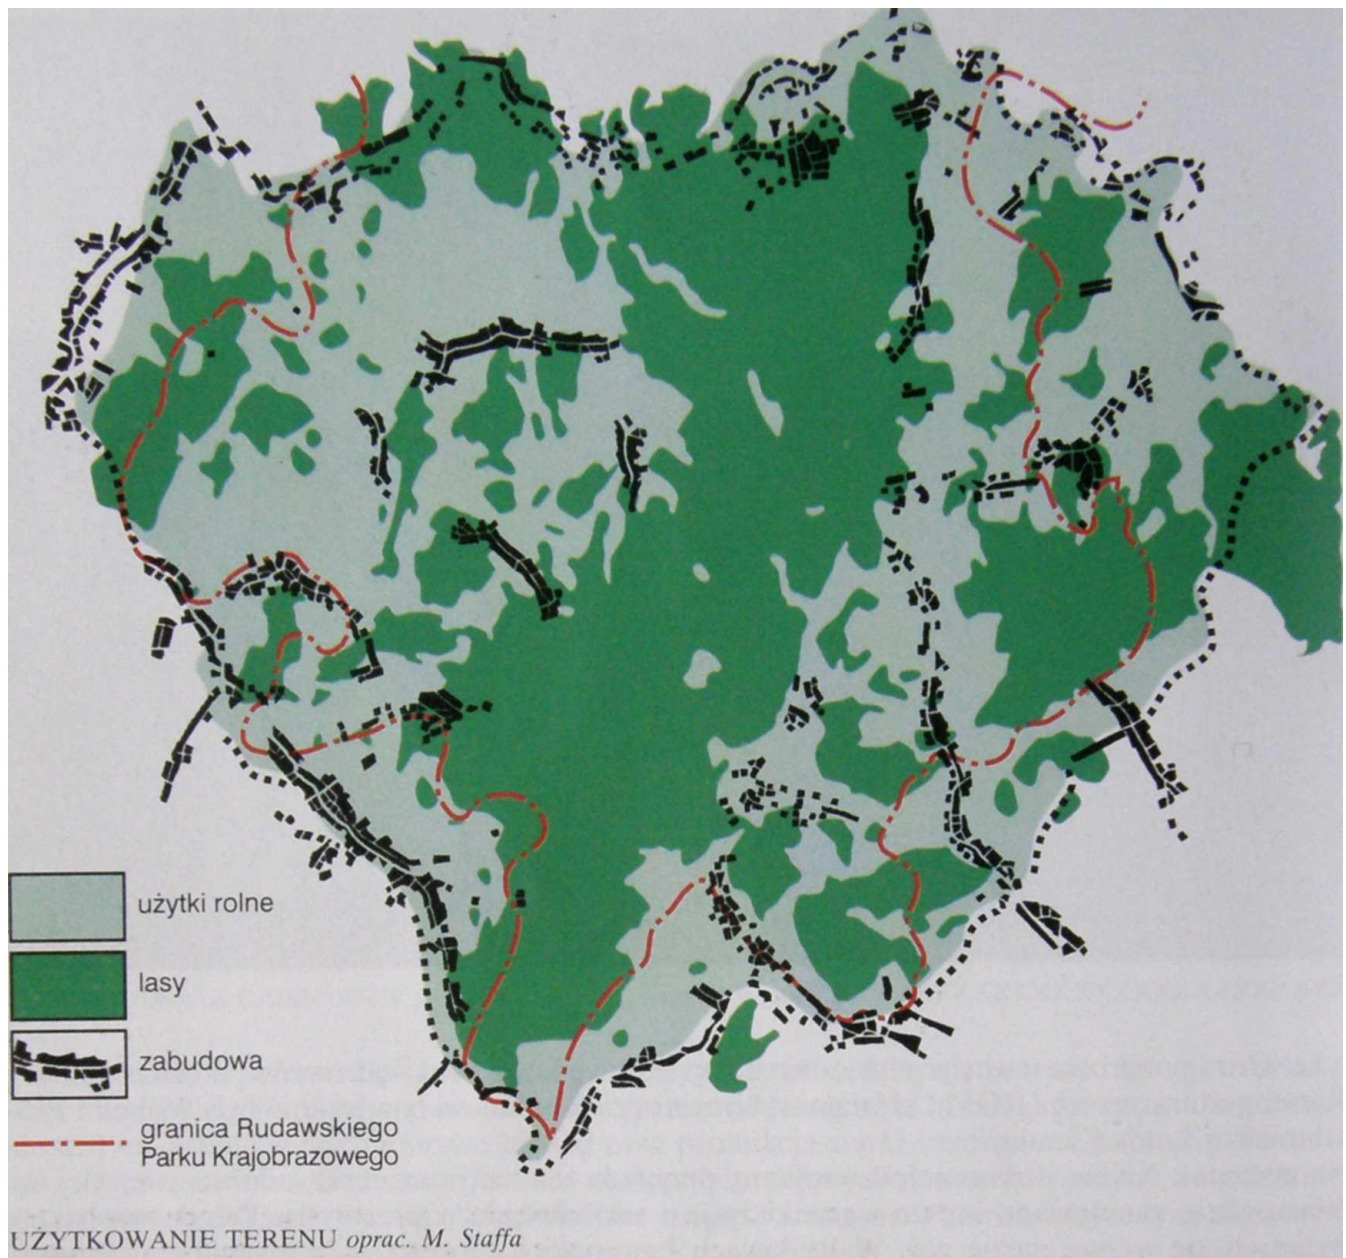 użytki rolne
lasy
zabudowa
granica Rudawskiego
Parku Krajobrazowego
UŻYTKOWANIE TERENU oprac. M. Staffa